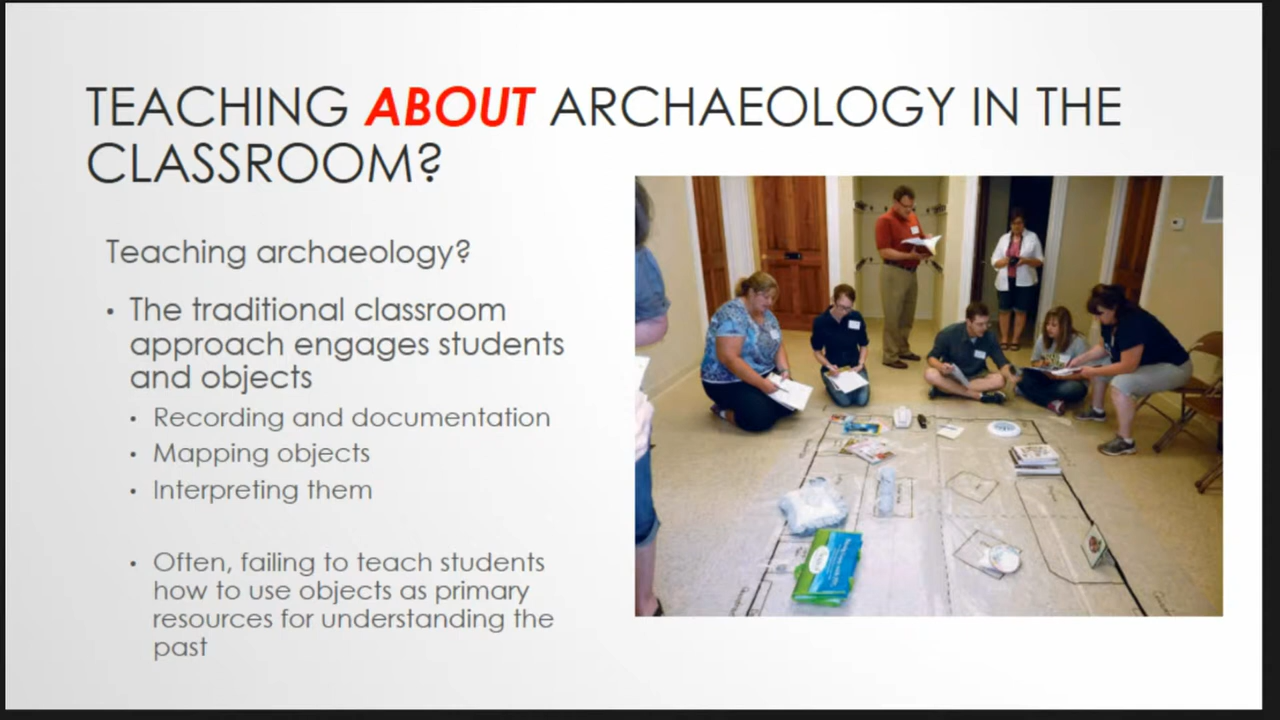 TEACHING ABOUT ARCHAEOLOGY IN THE
CLASSROOM?
Teaching archaeology?
• The traditional classroom
approach engages students
and objects
• Recording and documentation
• Mapping objects
• Interpreting them
• Often, failing to teach students
how to use objects as primary
resources for understanding the
past